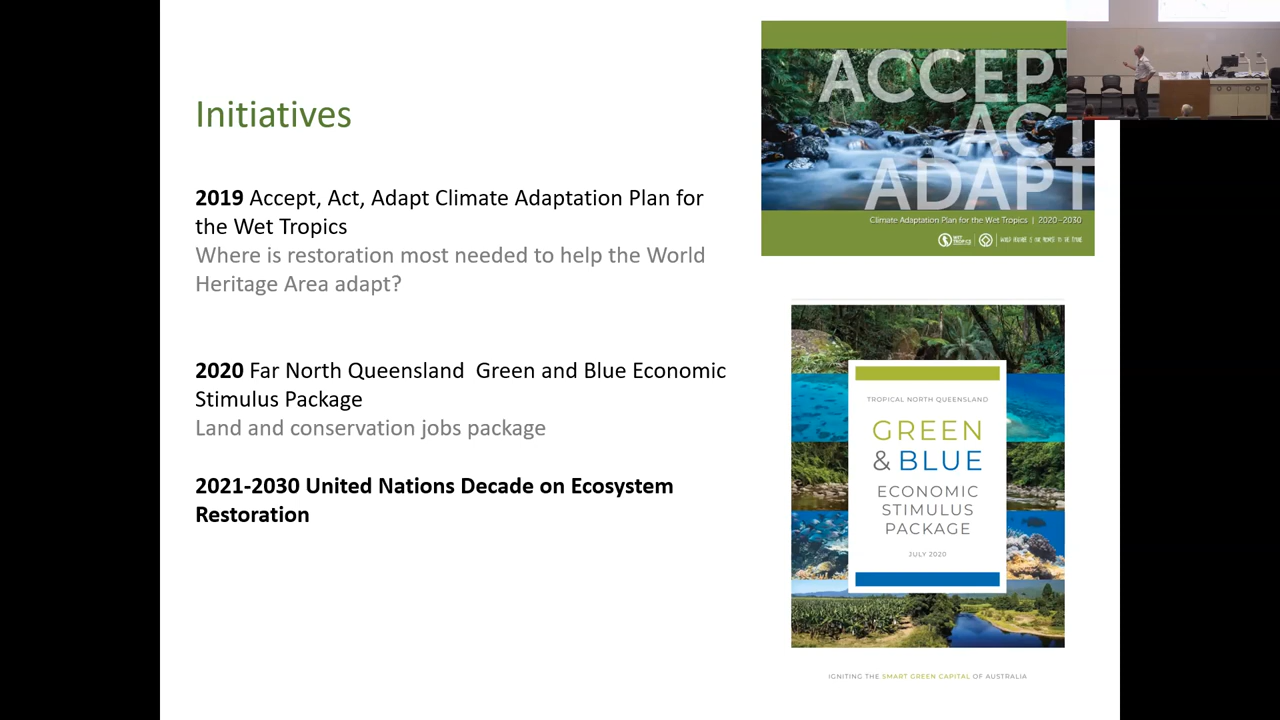 Initiatives
2019 Accept, Act, Adapt Climate Adaptation Plan for
the Wet Tropics
Where is restoration most needed to help the World
Heritage Area adapt?
2020 Far North Queensland  Green and Blue Economic
Stimulus Package
Land and conservation jobs package
2021-2030 United Nations Decade on Ecosystem
Restoration
ACCEPT
ACT
ADAPT
Climate Adaptation Plan for the Wet Tropics | 2020-2030
WET
TROPICS
TROPICAL NORTH QUEENSLAND
GREEN
& BLUE
ECONOMIC
STIMULUS
PACKAGE
JULY 2020
IGNITING THE SMART GREEN CAPITAL OF AUSTRALIA